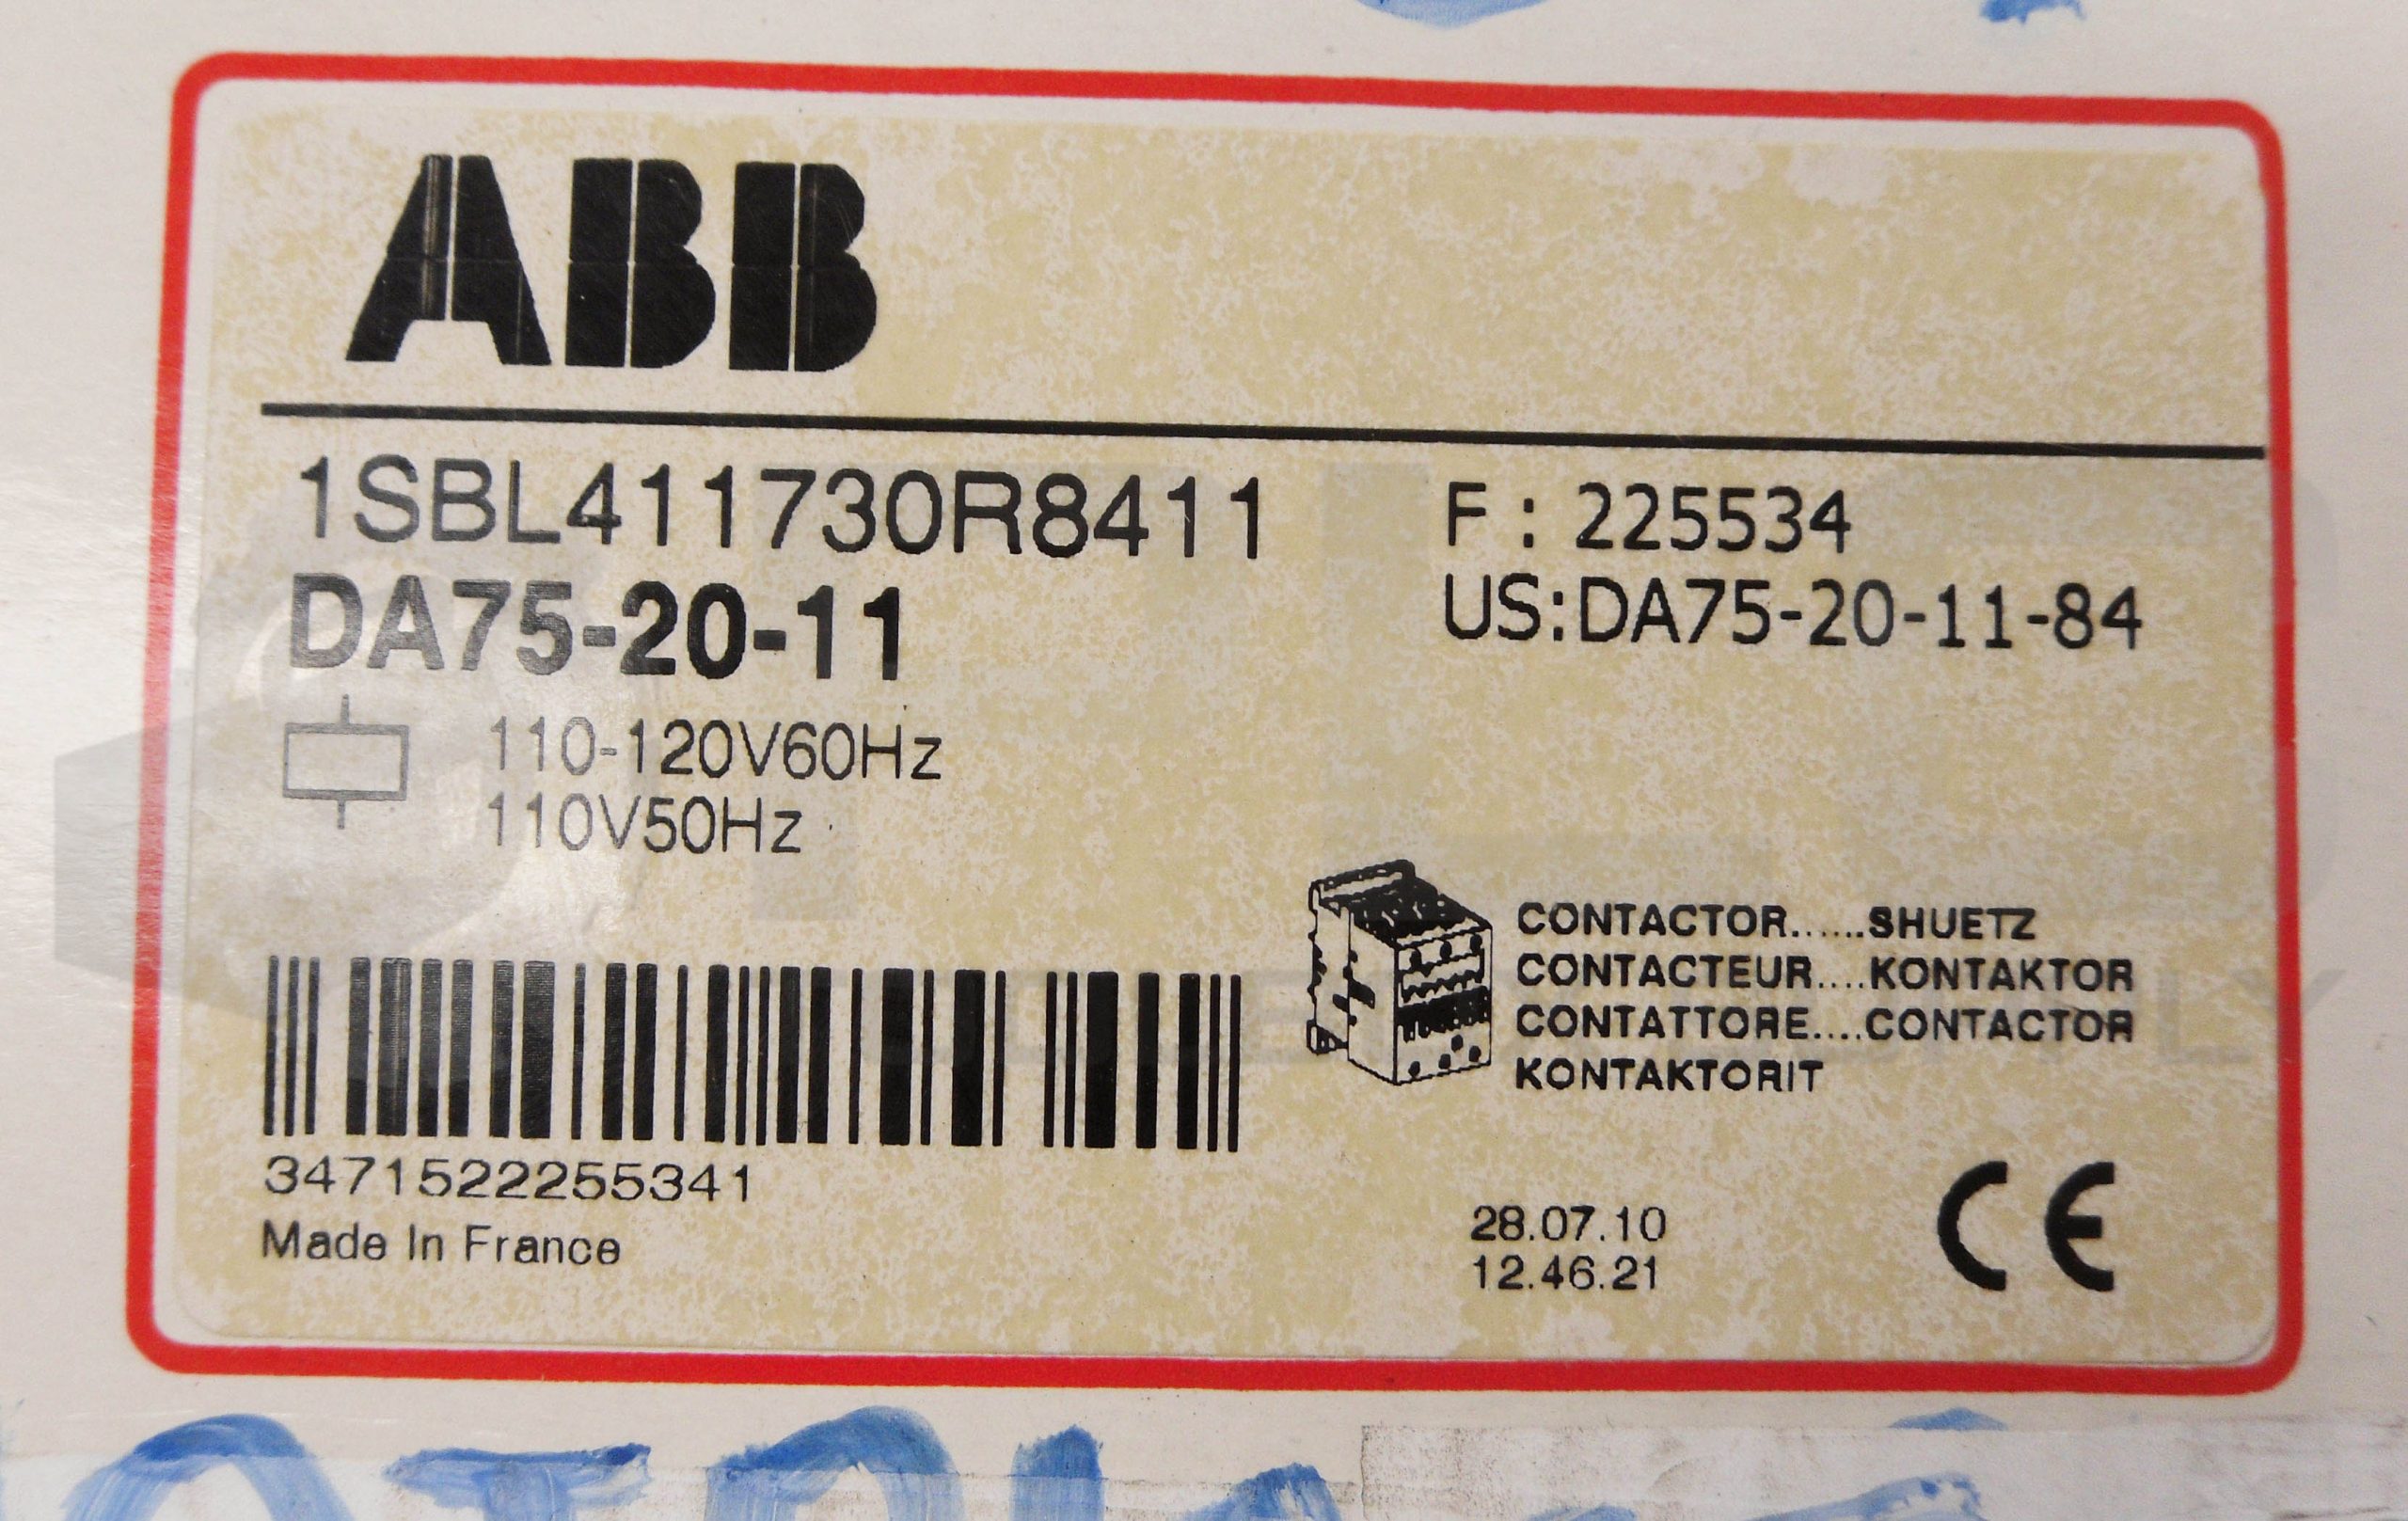 ABB
1SBL411730R8411
F : 225534
DA75-20-11
US:DA75-20-11-84
110-120V60Hz
110V50Hz
CONTACTOR......SHUETZ
CONTACTEUR....KONTAKTOR
CONTATTORE....CONTACTOR
KONTAKTORIT
3471522255341
Made In France
28.07.10
12.46.21
CE